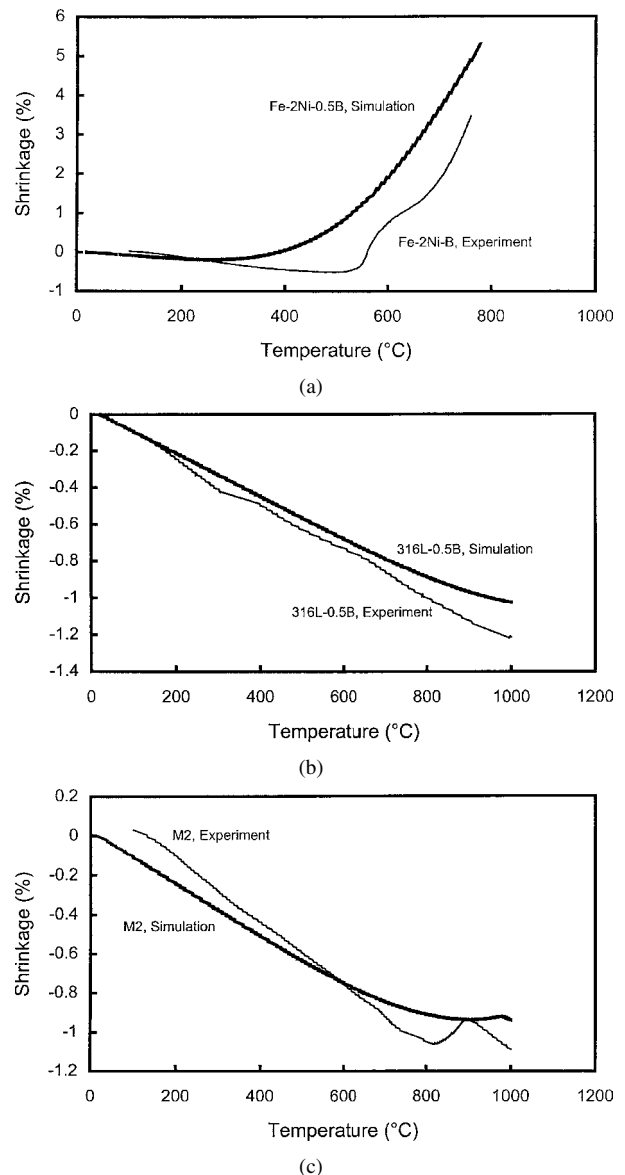 6
5
4
3
2
1
0
-1
Shrinkage (%)
Fe-2Ni-0.5B, Simulation
Fe-2Ni-B, Experiment
0 200 400 600 800 1000
Temperature (°C)
(a)
0
-0.2
-0.4
-0.6
-0.8
-1
-1.2
-1.4
Shrinkage (%)
316L-0.5B, Simulation
316L-0.5B, Experiment
0 200 400 600 800 1000 1200
Temperature (°C)
(b)
0.2
0
-0.2
-0.4
-0.6
-0.8
-1
-1.2
Shrinkage (%)
M2, Experiment
M2, Simulation
0 200 400 600 800 1000 1200
Temperature (°C)
(c)